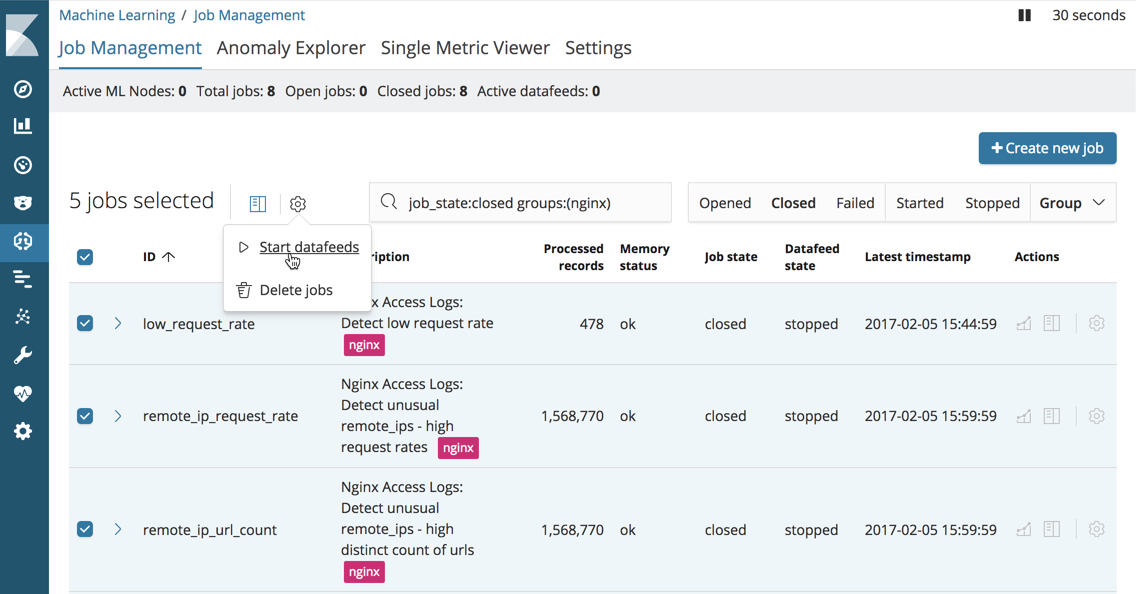 Machine Learning / Job Management
30 seconds
Job Management Anomaly Explorer Single Metric Viewer Settings
Active ML Nodes: 0 Total jobs: 8 Open jobs: 0 Closed jobs: 8 Active datafeeds: 0
+ Create new job
5 jobs selected
job_state:closed groups:(nginx)
Opened Closed Failed Started Stopped Group
Start datafeeds
Delete jobs
ID ription Processed records Memory status Job state Datafeed state Latest timestamp Actions
x Access Logs:
low_request_rate Detect low request rate 478 ok closed stopped 2017-02-05 15:44:59
nginx
Nginx Access Logs:
Detect unusual
remote_ip_request_rate remote_ips - high 1,568,770 ok closed stopped 2017-02-05 15:59:59
request rates nginx
Nginx Access Logs:
Detect unusual
remote_ip_url_count remote_ips - high 1,568,770 ok closed stopped 2017-02-05 15:59:59
distinct count of urls
nginx